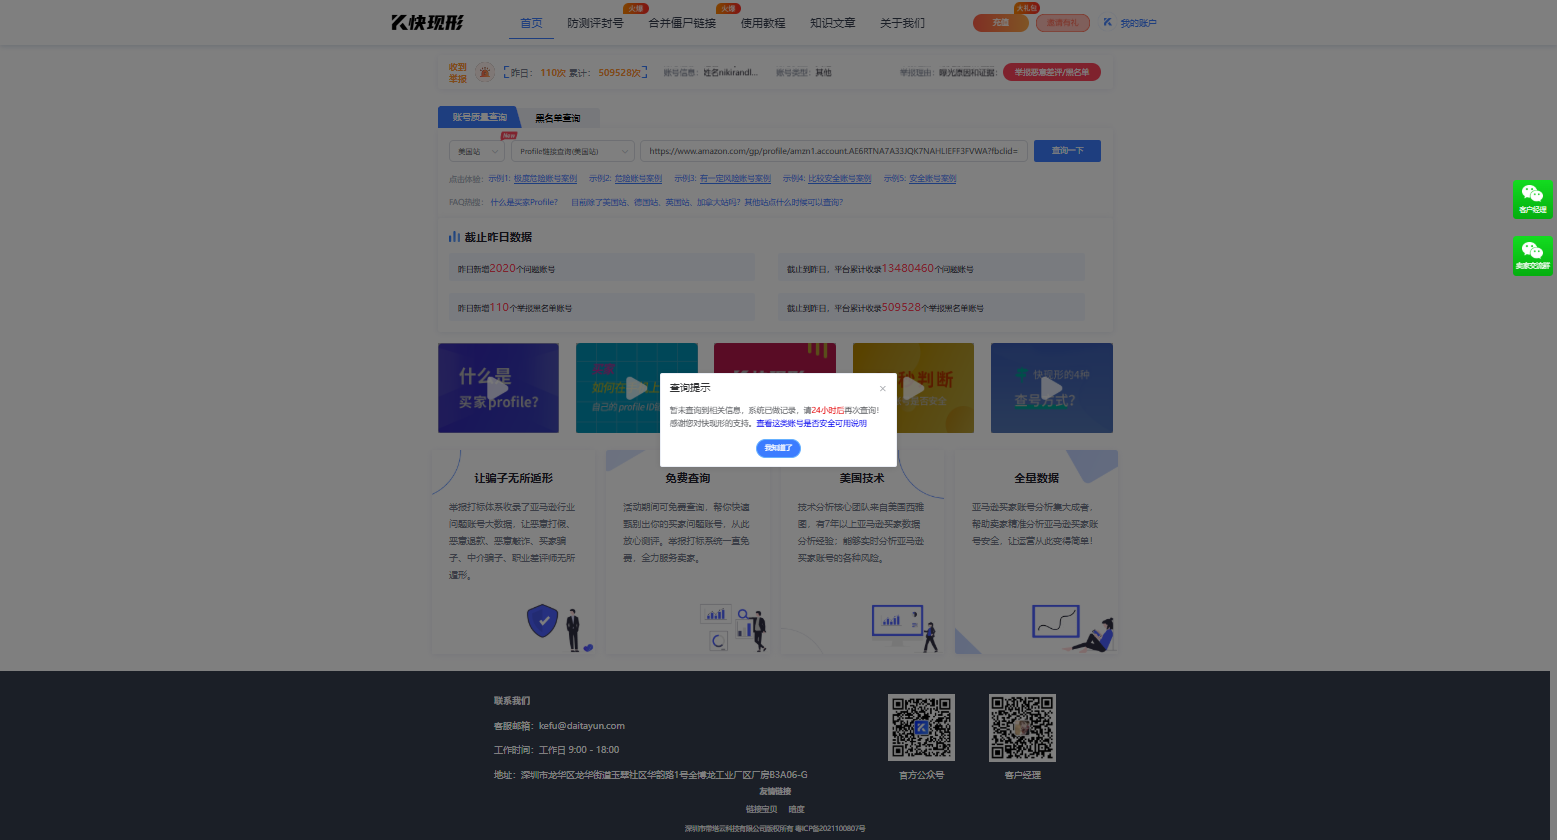 快现形
首页
防测评封号
火爆
合并僵尸链接
火爆
使用教程
知识文章
关于我们
充值
大礼包
邀请有礼
我的账户
收到
举报
昨日： 110次 累计： 509528次
账号信息： 姓名nikirandl...
账号类型： 其他
举报理由： 曝光原因和证据:
举报恶意差评/黑名单
账号质量查询
黑名单查询
New
美国站
Profile链接查询(美国站)
https://www.amazon.com/gp/profile/amzn1.account.AE6RTNA7A33JQK7NAHLIEFF3FVWA?fbclid=
查询一下
点击体验： 示例1: 极度危险账号案例 示例2: 危险账号案例 示例3: 有一定风险账号案例 示例4: 比较安全账号案例 示例5: 安全账号案例
FAQ热搜： 什么是买家Profile? 目前除了美国站、德国站、英国站、加拿大站吗？其他站点什么时候可以查询?
客户经理
卖家交流群
截止昨日数据
昨日新增2020个问题账号
截止到昨日，平台累计收录13480460个问题账号
昨日新增110个举报黑名单账号
截止到昨日，平台累计收录509528个举报黑名单账号
什么是
买家profile?
自己的 profile ID链
秒判断
号是否安全
快现形的4种
查号方式?
查询提示
×
暂未查询到相关信息，系统已做记录，请24小时后再次查询！
感谢您对快现形的支持。查看这类账号是否安全可用说明
我知道了
让骗子无所遁形
举报打标体系收录了亚马逊行业
问题账号大数据，让恶意打假、
恶意退款、恶意敲诈、买家骗
子、中介骗子、职业差评师无所
遁形。
免费查询
活动期间可免费查询，帮你快速
甄别出你的买家问题账号，从此
放心测评。举报打标系统一直免
费，全力服务卖家。
美国技术
技术分析核心团队来自美国西雅
图，有7年以上亚马逊买家数据
分析经验；能够实时分析亚马逊
买家账号的各种风险。
全量数据
亚马逊买家账号分析集大成者，
帮助卖家精准分析亚马逊买家账
号安全，让运营从此变得简单！
联系我们
客服邮箱：kefu@daitayun.com
工作时间：工作日 9:00 - 18:00
地址：深圳市龙华区龙华街道玉翠社区华韵路1号全博龙工业厂区厂房B3A06-G
官方公众号
客户经理
友情链接
链接宝贝 暗度
深圳市带塔云科技有限公司版权所有 粤ICP备2021100807号